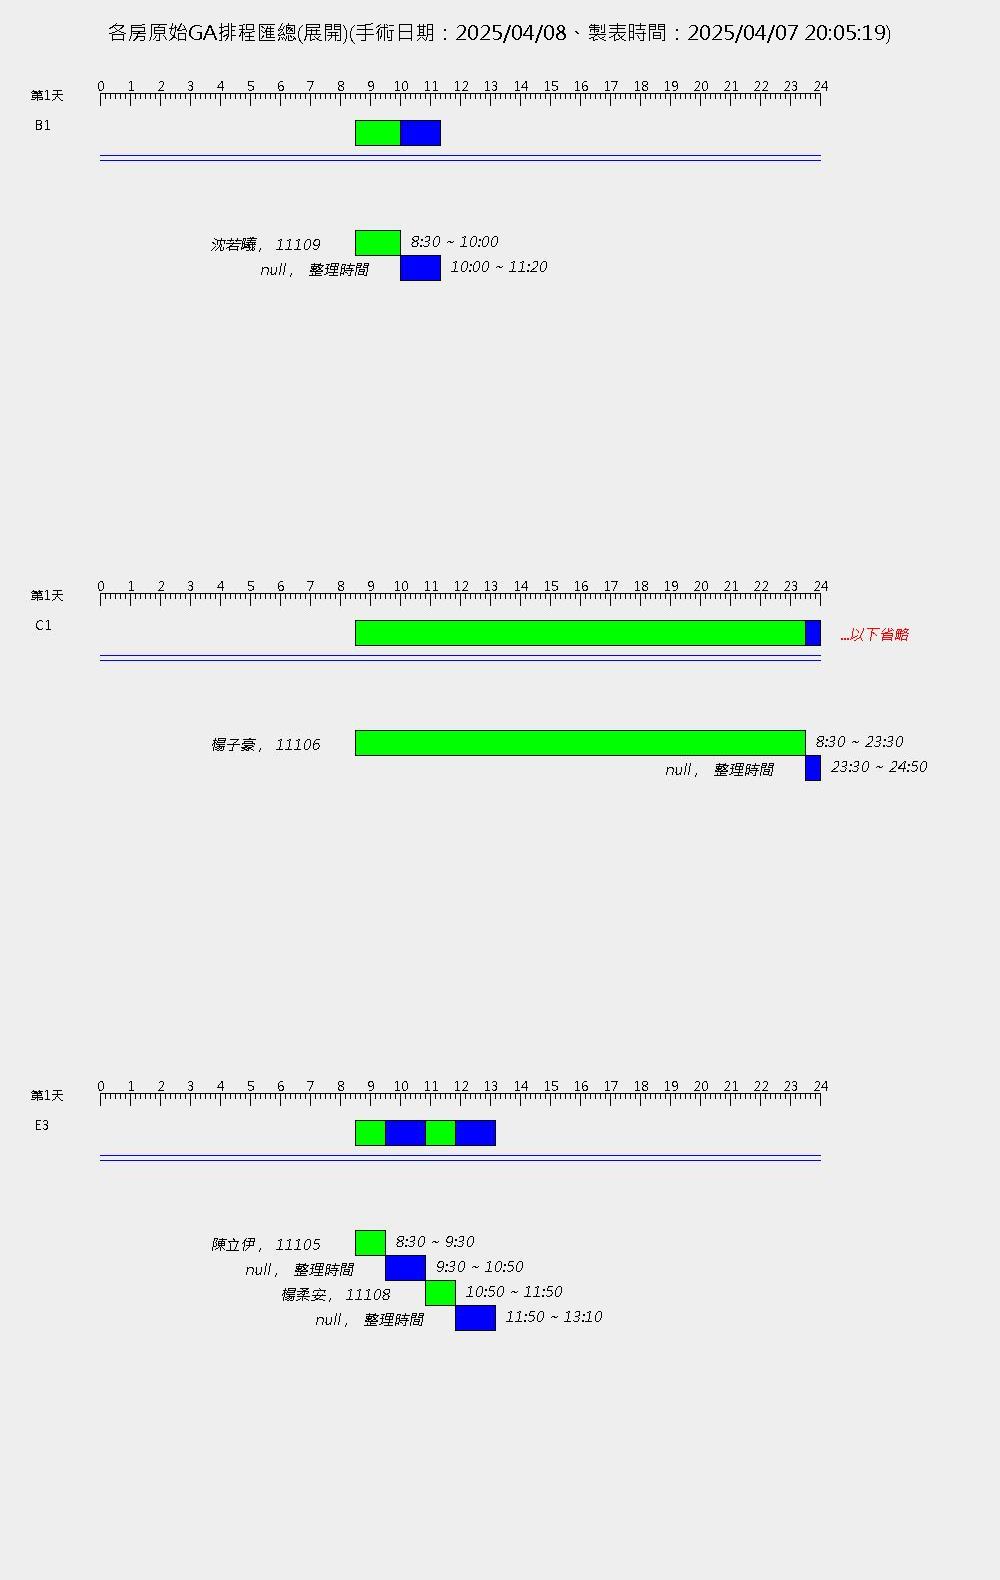 各房原始GA排程匯總(展開)(手術日期：2025/04/08、製表時間：2025/04/07 20:05:19)
第1天 0 1 2 3 4 5 6 7 8 9 10 11 12 13 14 15 16 17 18 19 20 21 22 23 24
B1
沈若曦， 11109 8:30 ~ 10:00
null， 整理時間 10:00 ~ 11:20
第1天 0 1 2 3 4 5 6 7 8 9 10 11 12 13 14 15 16 17 18 19 20 21 22 23 24
C1 ...以下省略
楊子豪， 11106 8:30 ~ 23:30
null， 整理時間 23:30 ~ 24:50
第1天 0 1 2 3 4 5 6 7 8 9 10 11 12 13 14 15 16 17 18 19 20 21 22 23 24
E3
陳立伊， 11105 8:30 ~ 9:30
null， 整理時間 9:30 ~ 10:50
楊柔安， 11108 10:50 ~ 11:50
null， 整理時間 11:50 ~ 13:10